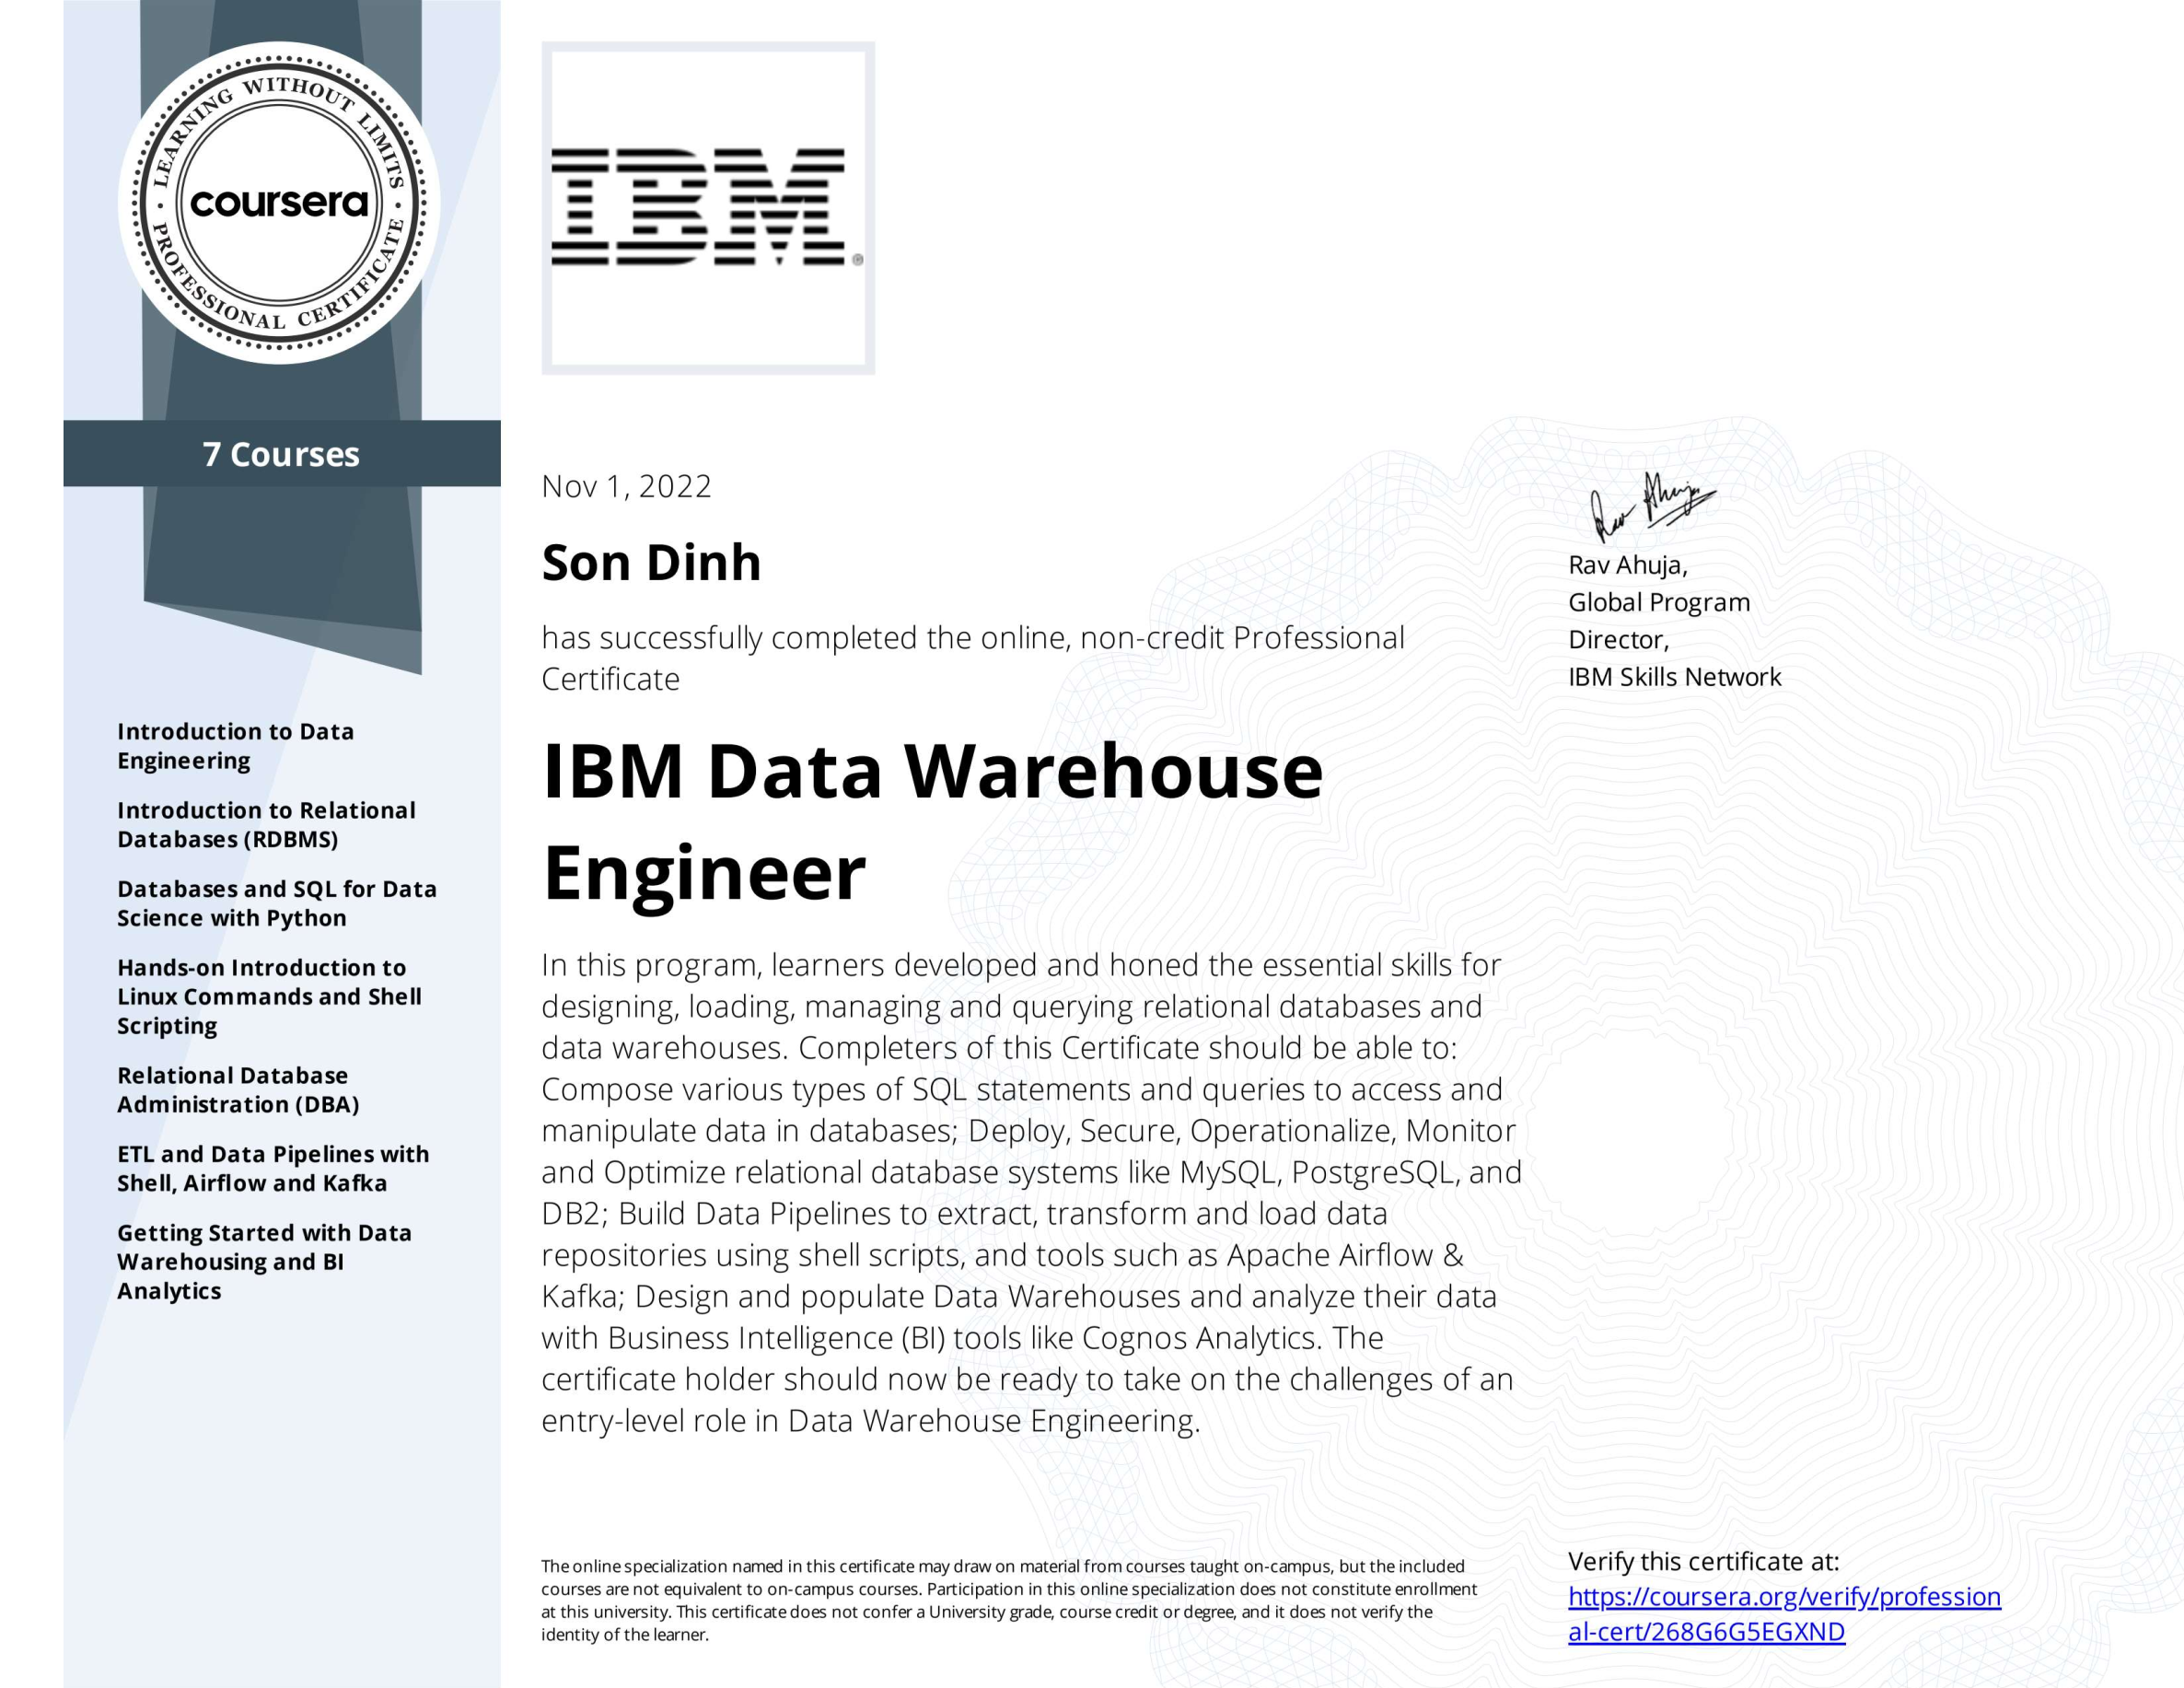 LEARNING WITHOUT LIMITS
coursera
PROFESSIONAL CERTIFICATE
7 Courses
Introduction to Data
Engineering
Introduction to Relational
Databases (RDBMS)
Databases and SQL for Data
Science with Python
Hands-on Introduction to
Linux Commands and Shell
Scripting
Relational Database
Administration (DBA)
ETL and Data Pipelines with
Shell, Airflow and Kafka
Getting Started with Data
Warehousing and BI
Analytics
IBM®
Nov 1, 2022
Son Dinh
has successfully completed the online, non-credit Professional
Certificate
IBM Data Warehouse
Engineer
In this program, learners developed and honed the essential skills for
designing, loading, managing and querying relational databases and
data warehouses. Completers of this Certificate should be able to:
Compose various types of SQL statements and queries to access and
manipulate data in databases; Deploy, Secure, Operationalize, Monitor
and Optimize relational database systems like MySQL, PostgreSQL, and
DB2; Build Data Pipelines to extract, transform and load data
repositories using shell scripts, and tools such as Apache Airflow &
Kafka; Design and populate Data Warehouses and analyze their data
with Business Intelligence (BI) tools like Cognos Analytics. The
certificate holder should now be ready to take on the challenges of an
entry-level role in Data Warehouse Engineering.
Rav Ahuja
Rav Ahuja,
Global Program
Director,
IBM Skills Network
The online specialization named in this certificate may draw on material from courses taught on-campus, but the included
courses are not equivalent to on-campus courses. Participation in this online specialization does not constitute enrollment
at this university. This certificate does not confer a University grade, course credit or degree, and it does not verify the
identity of the learner.
Verify this certificate at:
https://coursera.org/verify/profession
al-cert/268G6G5EGXND